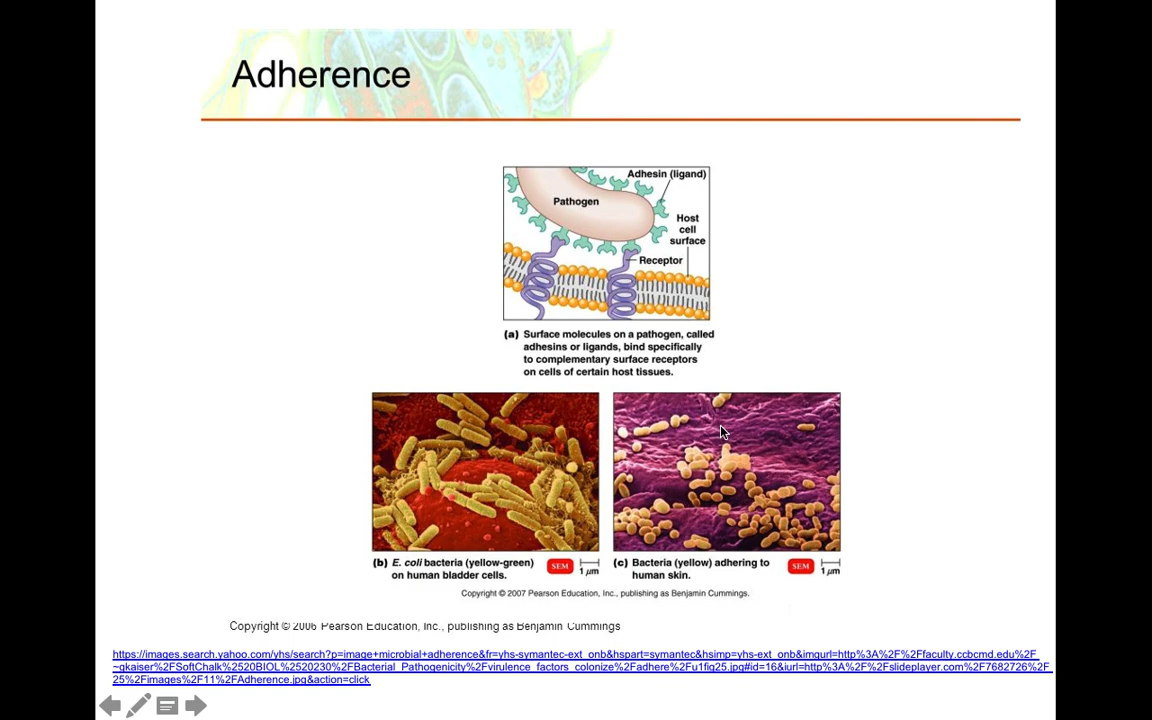 Adherence
Adhesin (ligand)
Pathogen
Host
cell
surface
Receptor
(a) Surface molecules on a pathogen, called
adhesins or ligands, bind specifically
to complementary surface receptors
on cells of certain host tissues.
(b) E. coli bacteria (yellow-green)
on human bladder cells.
SEM
1 µm
(c) Bacteria (yellow) adhering to
human skin.
SEM
1 µm
Copyright © 2007 Pearson Education, Inc., publishing as Benjamin Cummings.
Copyright © 2006 Pearson Education, Inc., publishing as Benjamin Cummings
https://images.search.yahoo.com/yhs/search?p=image+microbial+adherence&fr=yhs-symantec-ext_onb&hspart=symantec&hsimp=yhs-ext_onb&imgurl=http%3A%2F%2Ffaculty.ccbcmd.edu%2F
~gkaiser%2FSoftChalk%2520BIOL%2520230%2FBacterial_Pathogenicity%2Fvirulence_factors_colonize%2Fadhere%2Fu1fig25.jpg#id=16&iurl=http%3A%2F%2Fslideplayer.com%2F7682726%2F
25%2Fimages%2F11%2FAdherence.jpg&action=click